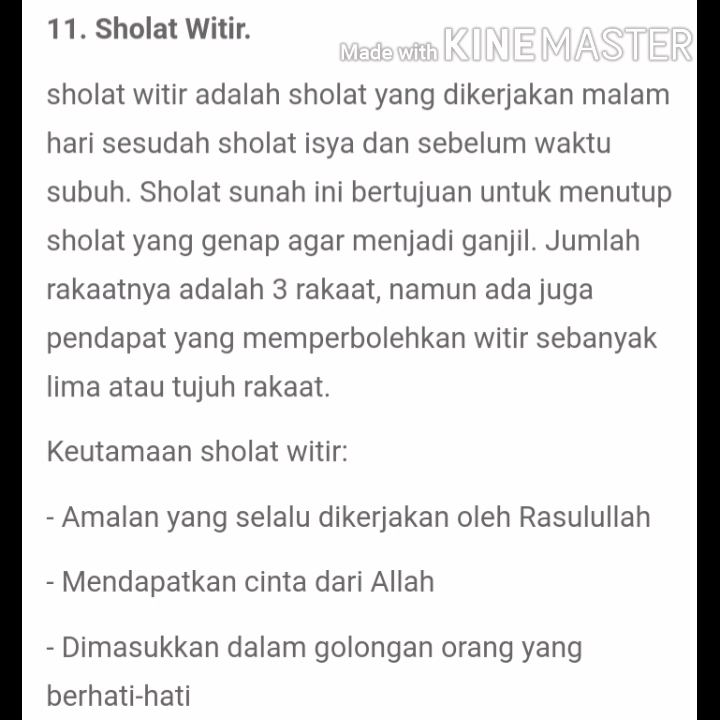 11. Sholat Witir.
Made with KINEMASTER
sholat witir adalah sholat yang dikerjakan malam
hari sesudah sholat isya dan sebelum waktu
subuh. Sholat sunah ini bertujuan untuk menutup
sholat yang genap agar menjadi ganjil. Jumlah
rakaatnya adalah 3 rakaat, namun ada juga
pendapat yang memperbolehkan witir sebanyak
lima atau tujuh rakaat.
Keutamaan sholat witir:
- Amalan yang selalu dikerjakan oleh Rasulullah
- Mendapatkan cinta dari Allah
- Dimasukkan dalam golongan orang yang
berhati-hati